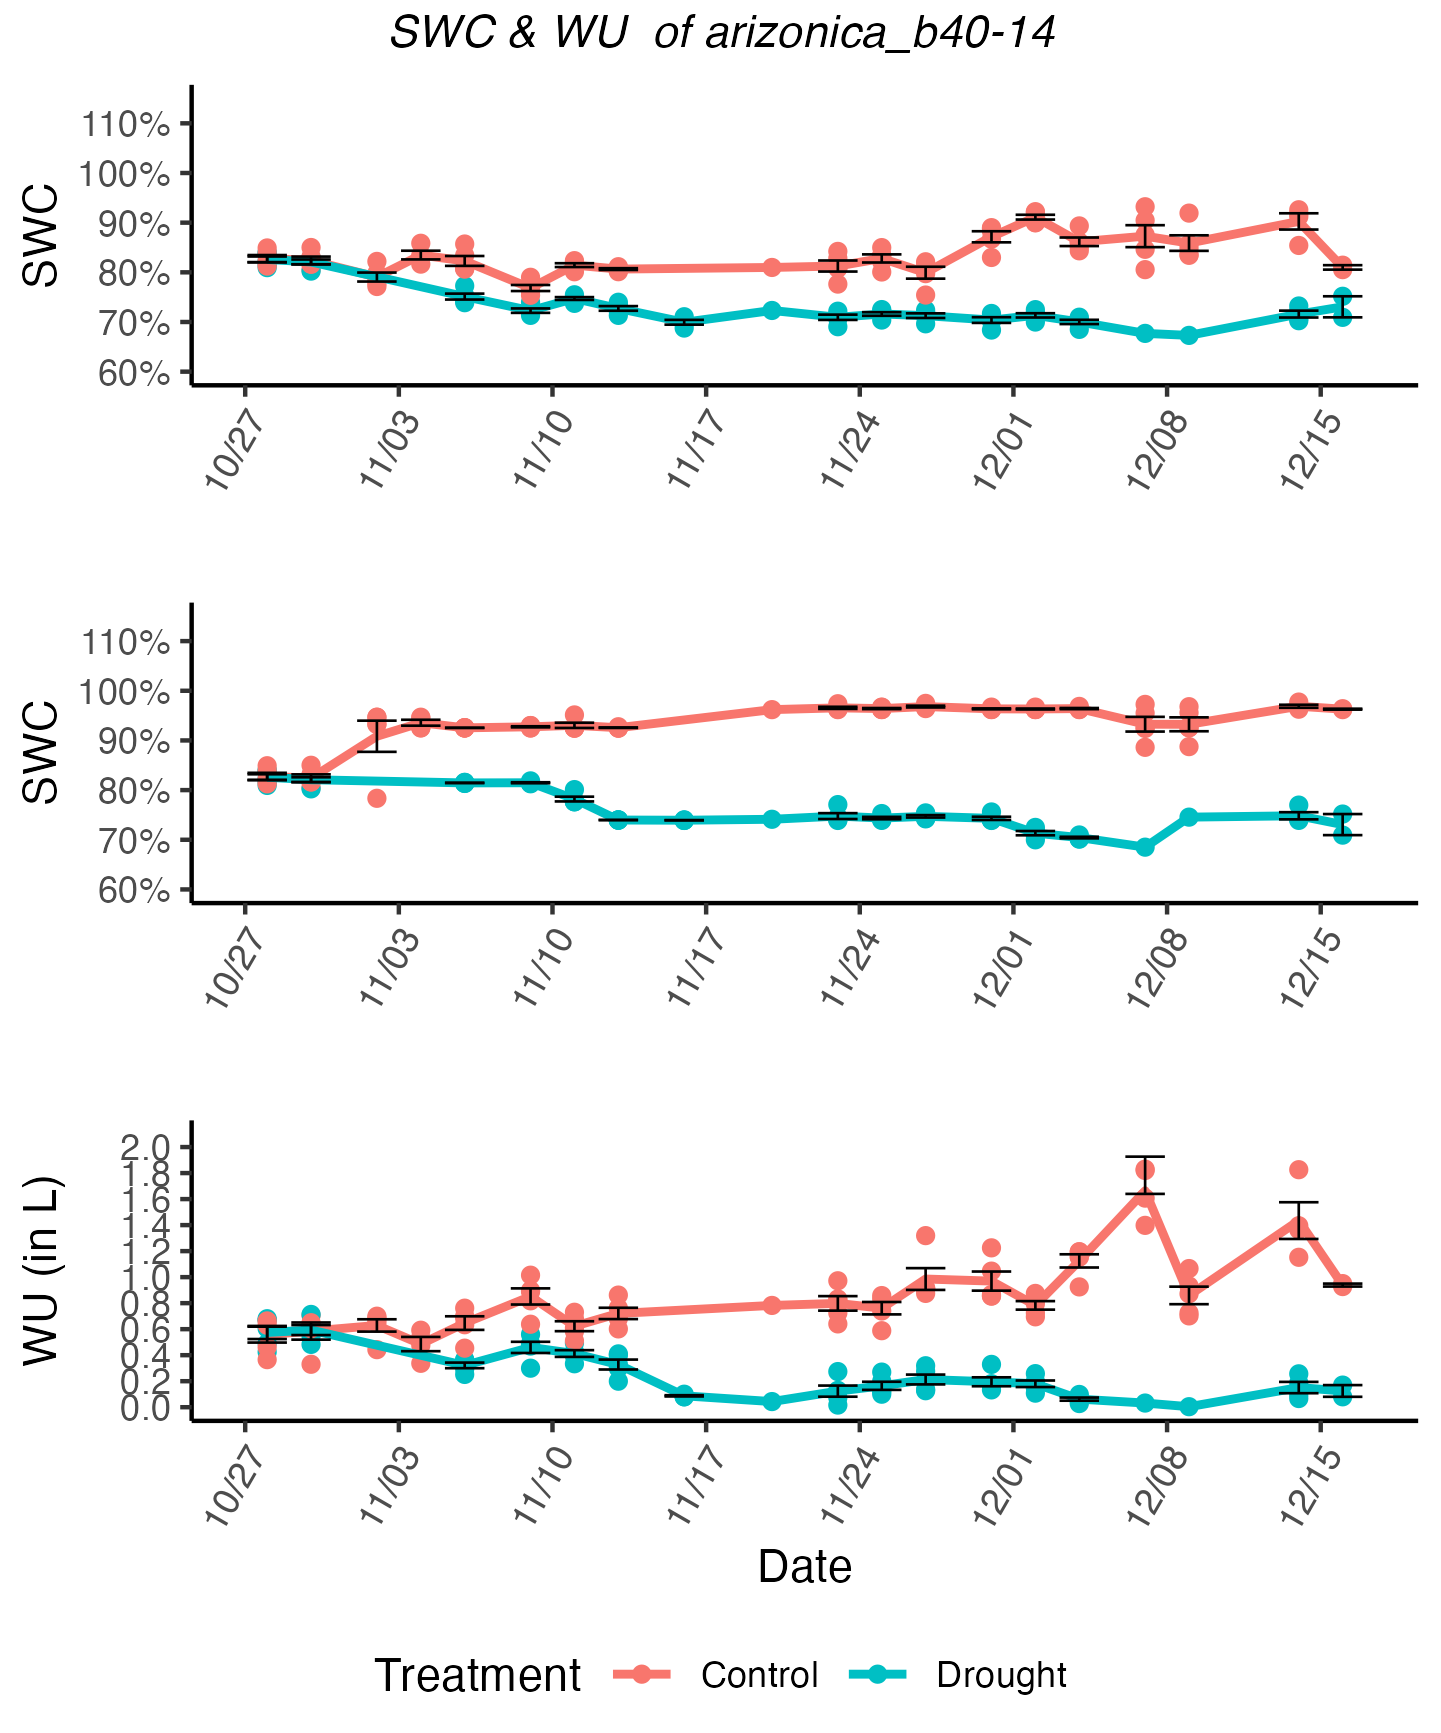 SWC & WU  of arizonica_b40-14
SWC
110%
100%
90%
80%
70%
60%
10/27 11/03 11/10 11/17 11/24 12/01 12/08 12/15
SWC
110%
100%
90%
80%
70%
60%
10/27 11/03 11/10 11/17 11/24 12/01 12/08 12/15
WU (in L)
2.0
1.8
1.6
1.4
1.2
1.0
0.8
0.6
0.4
0.2
0.0
10/27 11/03 11/10 11/17 11/24 12/01 12/08 12/15
Date
Treatment Control Drought